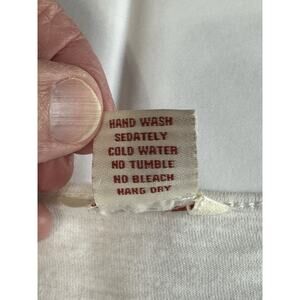 HAND WASH
SEDATELY
COLD WATER
NO TUMBLE
NO BLEACH
HANG DRY